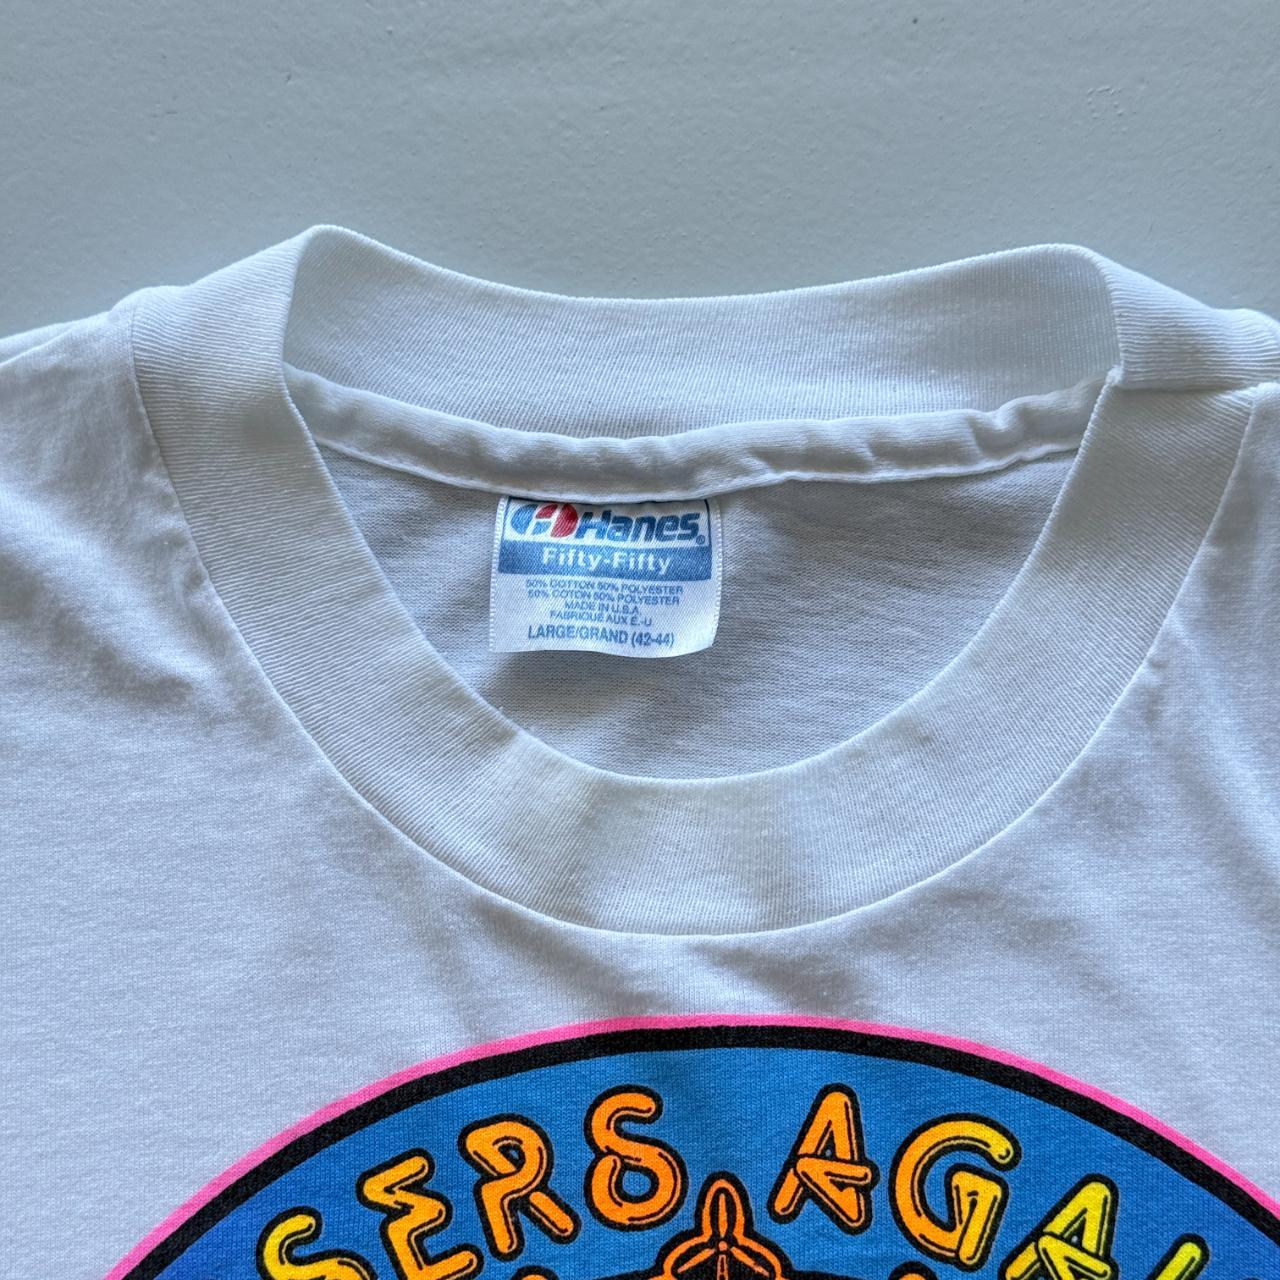 Hanes®
Fifty-Fifty
50% COTTON 50% POLYESTER
50% COTON 50% POLYESTER
MADE IN U.S.A.
FABRIQUÉ AUX É.-U
LARGE/GRAND (42-44)
SERS AGAI